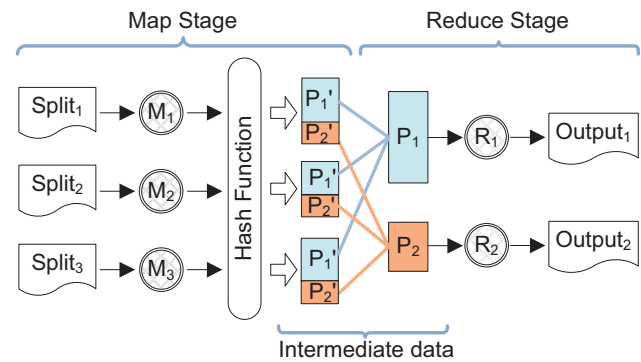 Map Stage
Reduce Stage
Split₁
M₁
Hash Function
P₁'
P₂'
P₁
R₁
Output₁
Split₂
M₂
P₁'
P₂'
Split₃
M₃
P₁'
P₂'
P₂
R₂
Output₂
Intermediate data